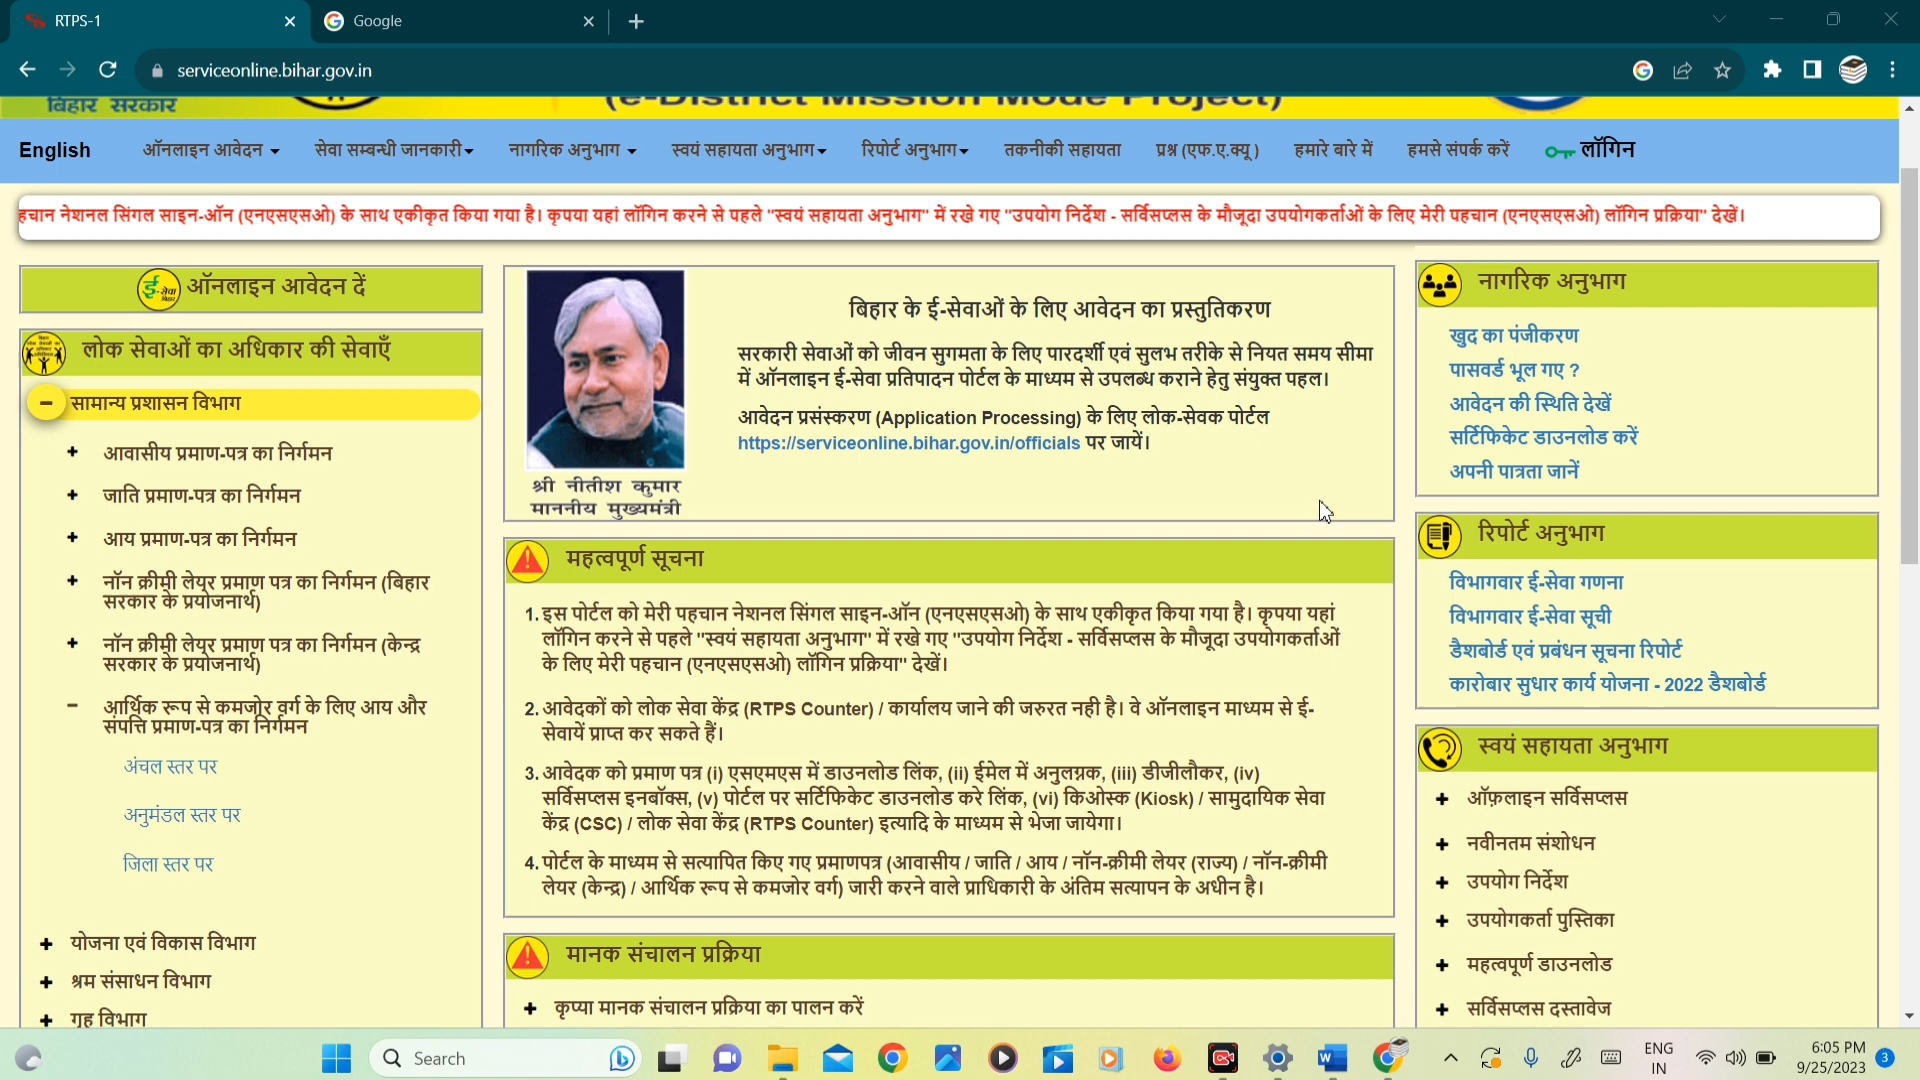 RTPS-1
Google
serviceonline.bihar.gov.in
बिहार सरकार
(e-District Mission Mode Project)
English
ऑनलाइन आवेदन
सेवा सम्बन्धी जानकारी
नागरिक अनुभाग
स्वयं सहायता अनुभाग
रिपोर्ट अनुभाग
तकनीकी सहायता
प्रश्न (एफ.ए.क्यू)
हमारे बारे में
हमसे संपर्क करें
लॉगिन
हचान नेशनल सिंगल साइन-ऑन (एनएसएसओ) के साथ एकीकृत किया गया है। कृपया यहां लॉगिन करने से पहले "स्वयं सहायता अनुभाग" में रखे गए "उपयोग निर्देश - सर्विसप्लस के मौजूदा उपयोगकर्ताओं के लिए मेरी पहचान (एनएसएसओ) लॉगिन प्रक्रिया" देखें।
ऑनलाइन आवेदन दें
लोक सेवाओं का अधिकार की सेवाएँ
सामान्य प्रशासन विभाग
आवासीय प्रमाण-पत्र का निर्गमन
जाति प्रमाण-पत्र का निर्गमन
आय प्रमाण-पत्र का निर्गमन
नॉन क्रीमी लेयर प्रमाण पत्र का निर्गमन (बिहार
सरकार के प्रयोजनार्थ)
नॉन क्रीमी लेयर प्रमाण पत्र का निर्गमन (केन्द्र
सरकार के प्रयोजनार्थ)
आर्थिक रूप से कमजोर वर्ग के लिए आय और
संपत्ति प्रमाण-पत्र का निर्गमन
अंचल स्तर पर
अनुमंडल स्तर पर
जिला स्तर पर
योजना एवं विकास विभाग
श्रम संसाधन विभाग
गृह विभाग
श्री नीतीश कुमार
माननीय मुख्यमंत्री
बिहार के ई-सेवाओं के लिए आवेदन का प्रस्तुतिकरण
सरकारी सेवाओं को जीवन सुगमता के लिए पारदर्शी एवं सुलभ तरीके से नियत समय सीमा
में ऑनलाइन ई-सेवा प्रतिपादन पोर्टल के माध्यम से उपलब्ध कराने हेतु संयुक्त पहल।
आवेदन प्रसंस्करण (Application Processing) के लिए लोक-सेवक पोर्टल
https://serviceonline.bihar.gov.in/officials पर जायें।
महत्वपूर्ण सूचना
1. इस पोर्टल को मेरी पहचान नेशनल सिंगल साइन-ऑन (एनएसएसओ) के साथ एकीकृत किया गया है। कृपया यहां
लॉगिन करने से पहले "स्वयं सहायता अनुभाग" में रखे गए "उपयोग निर्देश - सर्विसप्लस के मौजूदा उपयोगकर्ताओं
के लिए मेरी पहचान (एनएसएसओ) लॉगिन प्रक्रिया" देखें।
2. आवेदकों को लोक सेवा केंद्र (RTPS Counter) / कार्यालय जाने की जरुरत नही है। वे ऑनलाइन माध्यम से ई-
सेवायें प्राप्त कर सकते हैं।
3. आवेदक को प्रमाण पत्र (i) एसएमएस में डाउनलोड लिंक, (ii) ईमेल में अनुलग्नक, (iii) डीजीलौकर, (iv)
सर्विसप्लस इनबॉक्स, (v) पोर्टल पर सर्टिफिकेट डाउनलोड करे लिंक, (vi) किओस्क (Kiosk) / सामुदायिक सेवा
केंद्र (CSC) / लोक सेवा केंद्र (RTPS Counter) इत्यादि के माध्यम से भेजा जायेगा।
4. पोर्टल के माध्यम से सत्यापित किए गए प्रमाणपत्र (आवासीय / जाति / आय / नॉन-क्रीमी लेयर (राज्य) / नॉन-क्रीमी
लेयर (केन्द्र) / आर्थिक रूप से कमजोर वर्ग) जारी करने वाले प्राधिकारी के अंतिम सत्यापन के अधीन है।
मानक संचालन प्रक्रिया
कृप्या मानक संचालन प्रक्रिया का पालन करें
नागरिक अनुभाग
खुद का पंजीकरण
पासवर्ड भूल गए ?
आवेदन की स्थिति देखें
सर्टिफिकेट डाउनलोड करें
अपनी पात्रता जानें
रिपोर्ट अनुभाग
विभागवार ई-सेवा गणना
विभागवार ई-सेवा सूची
डैशबोर्ड एवं प्रबंधन सूचना रिपोर्ट
कारोबार सुधार कार्य योजना - 2022 डैशबोर्ड
स्वयं सहायता अनुभाग
ऑफ़लाइन सर्विसप्लस
नवीनतम संशोधन
उपयोग निर्देश
उपयोगकर्ता पुस्तिका
महत्वपूर्ण डाउनलोड
सर्विसप्लस दस्तावेज
Search
ENG
IN
6:05 PM
9/25/2023
3